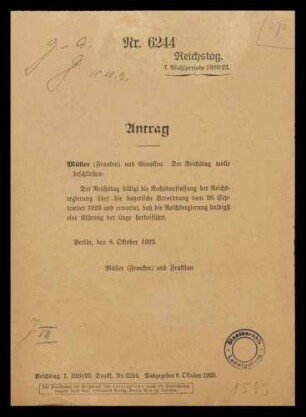 Nr. 6244
Reichstag.
I. Wahlperiode 1920/23.
Antrag
Müller (Franken) und Genossen. Der Reichstag wolle
beschließen:
Der Reichstag billigt die Rechtsauffassung der Reichs-
regierung über die bayerische Verordnung vom 26. Sep-
tember 1923 und erwartet, daß die Reichsregierung baldigst
eine Klärung der Lage herbeiführt.
Berlin, den 8. Oktober 1923.
Müller (Franken) und Fraktion
Staatsarchiv
Ludwigsburg
Reichstag. I. 1920/23. Drucks. Nr. 6244. Ausgegeben 8. Oktober 1923.